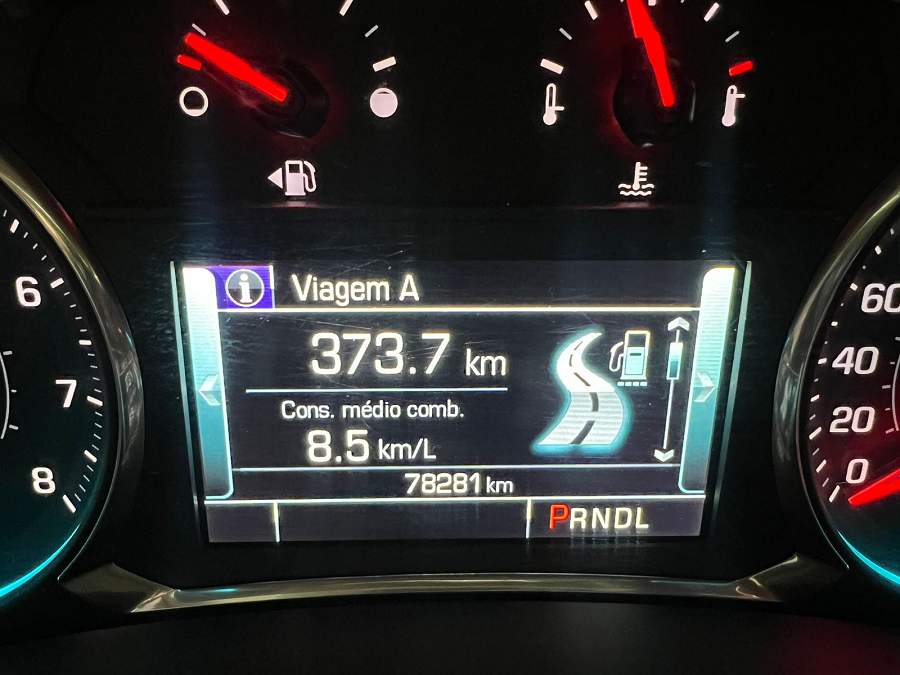 Viagem A
373.7 km
Cons. médio comb.
8.5 km/L
78281 km
PRNDL
6
7
8
60
40
20
0